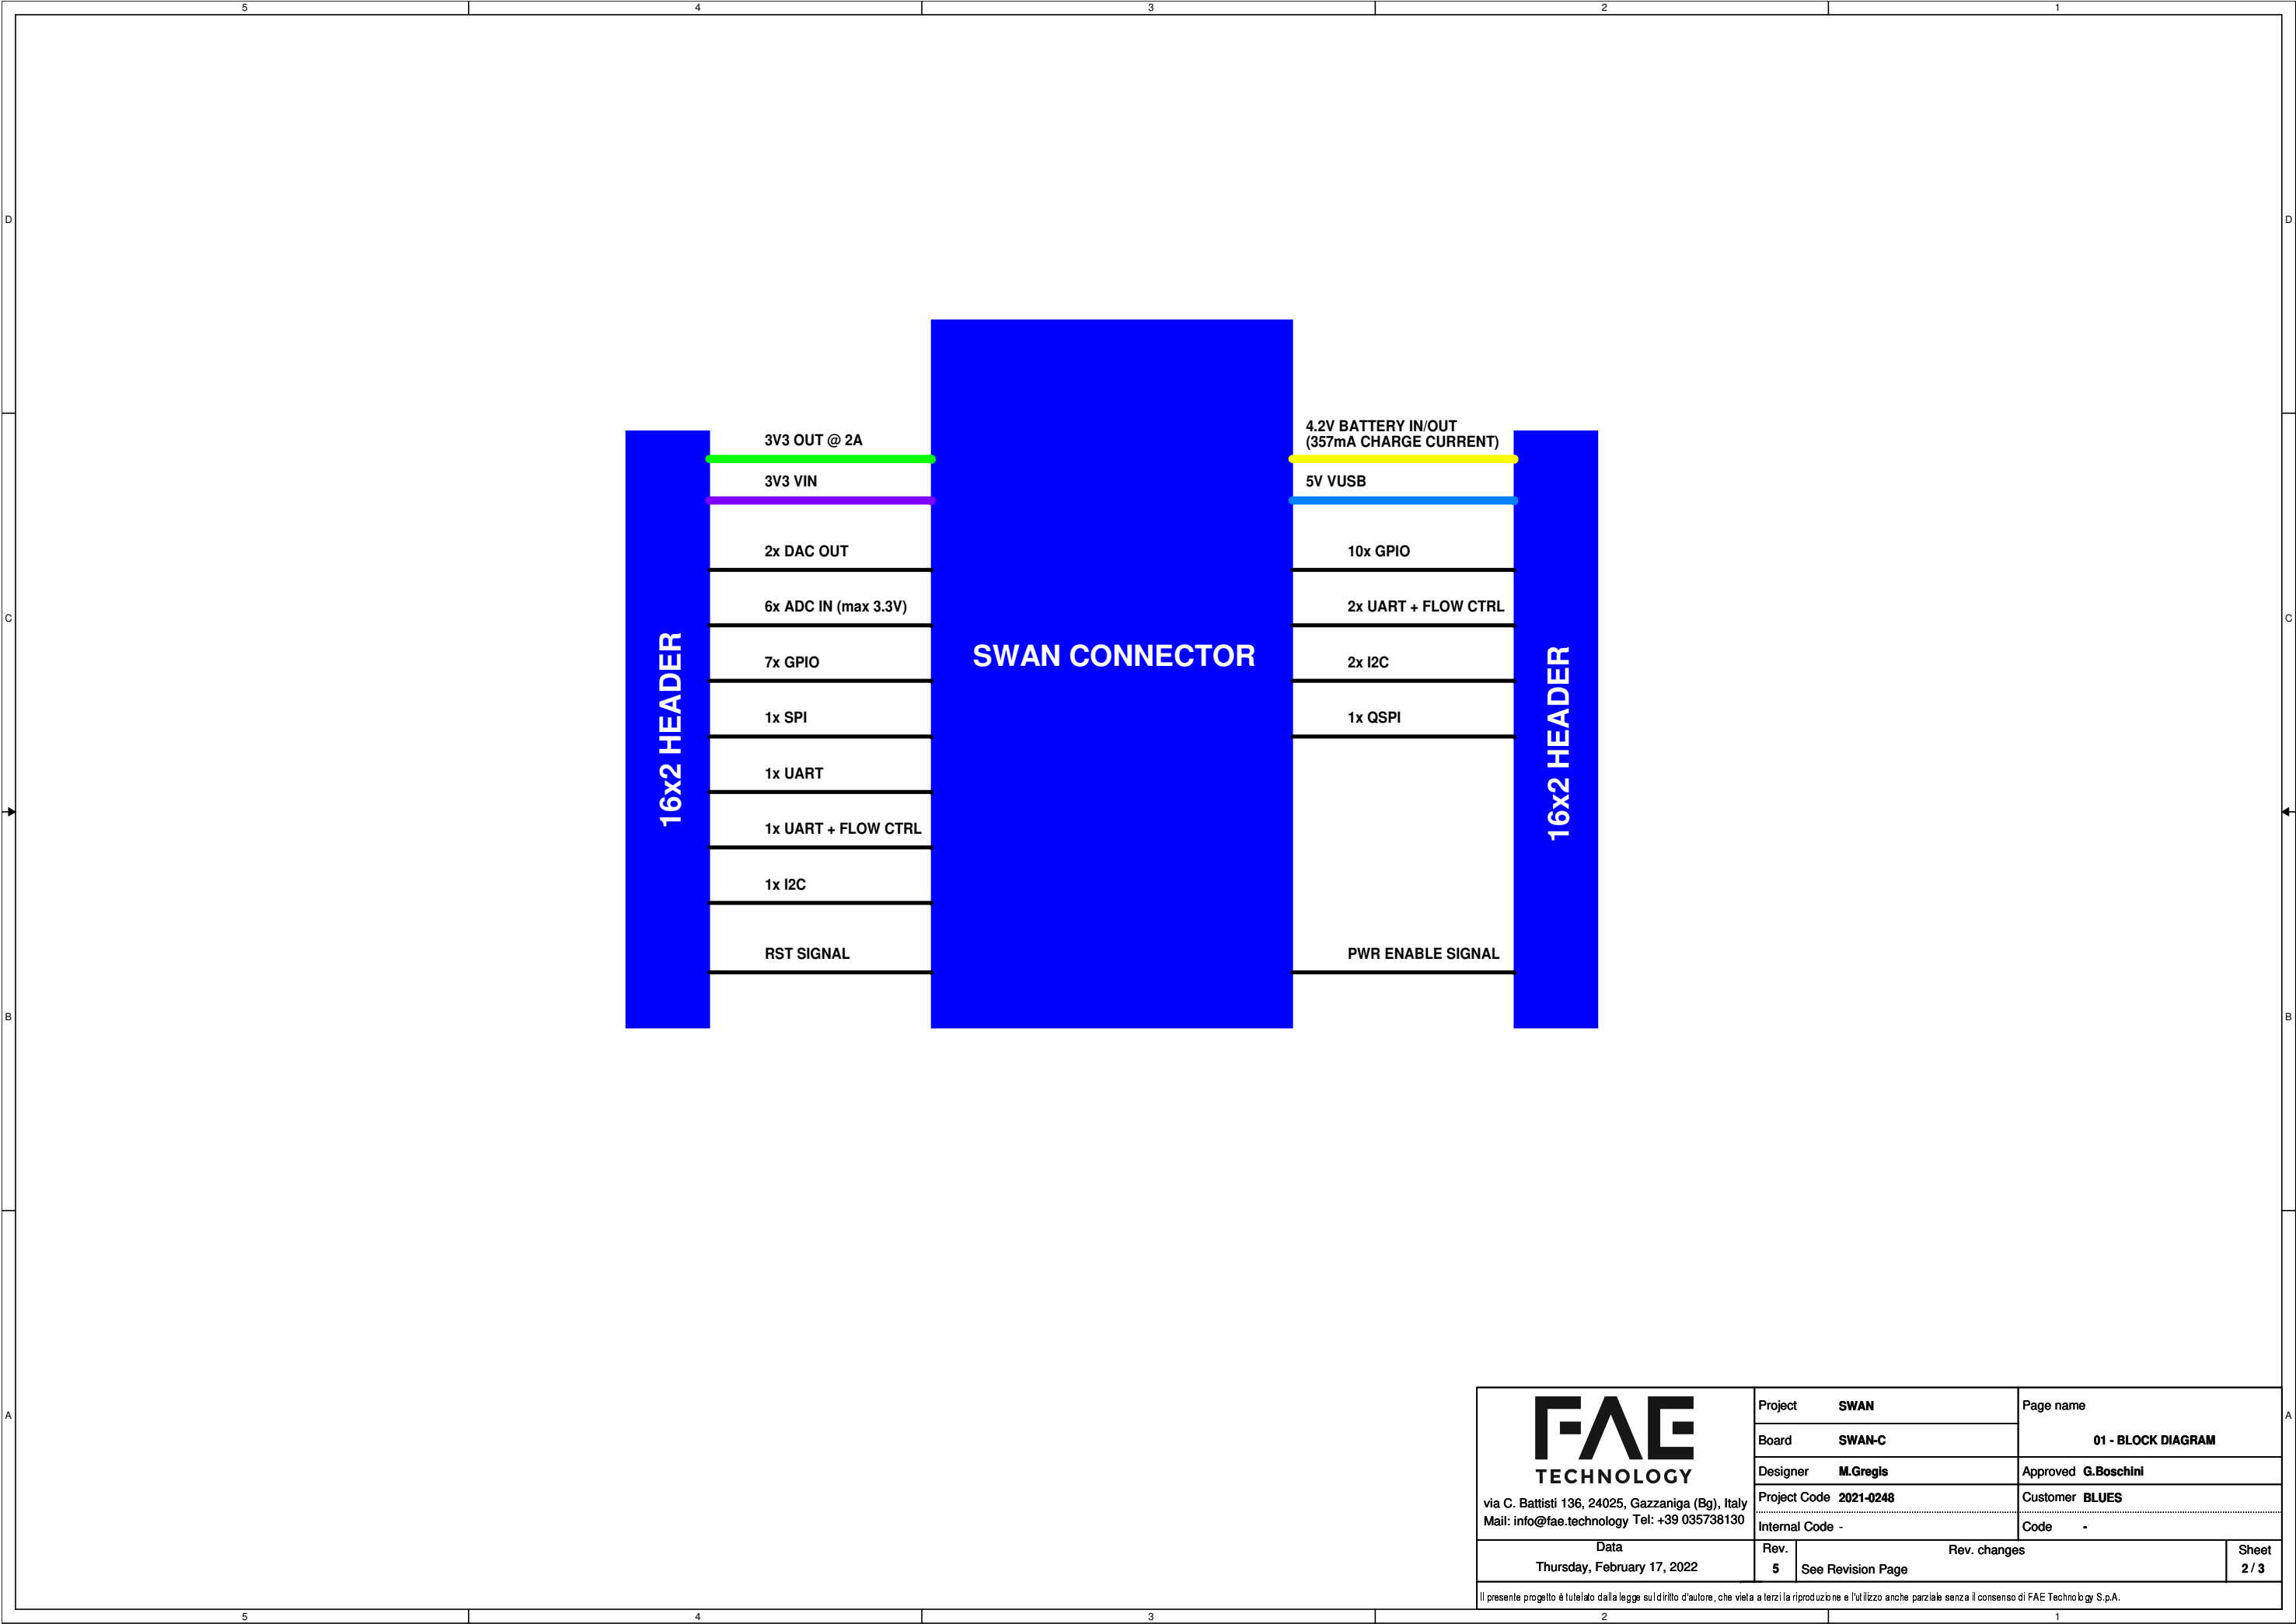 5 4 3 2 1
D D
C C
B B
A A
3V3 OUT @ 2A
3V3 VIN
2x DAC OUT
6x ADC IN (max 3.3V)
7x GPIO
1x SPI
1x UART
1x UART + FLOW CTRL
1x I2C
RST SIGNAL
16x2 HEADER
SWAN CONNECTOR
4.2V BATTERY IN/OUT
(357mA CHARGE CURRENT)
5V VUSB
10x GPIO
2x UART + FLOW CTRL
2x I2C
1x QSPI
PWR ENABLE SIGNAL
16x2 HEADER
FAE
TECHNOLOGY
via C. Battisti 136, 24025, Gazzaniga (Bg), Italy
Mail: info@fae.technology Tel: +39 035738130
Project SWAN
Page name
Board SWAN-C
01 - BLOCK DIAGRAM
Designer M.Gregis
Approved G.Boschini
Project Code 2021-0248
Customer BLUES
Internal Code -
Code -
Data
Thursday, February 17, 2022
Rev.
5
Rev. changes
See Revision Page
Sheet
2 / 3
Il presente progetto è tutelato dalla legge sul diritto d'autore, che vieta a terzi la riproduzione e l'utilizzo anche parziale senza il consenso di FAE Technology S.p.A.
5 4 3 2 1